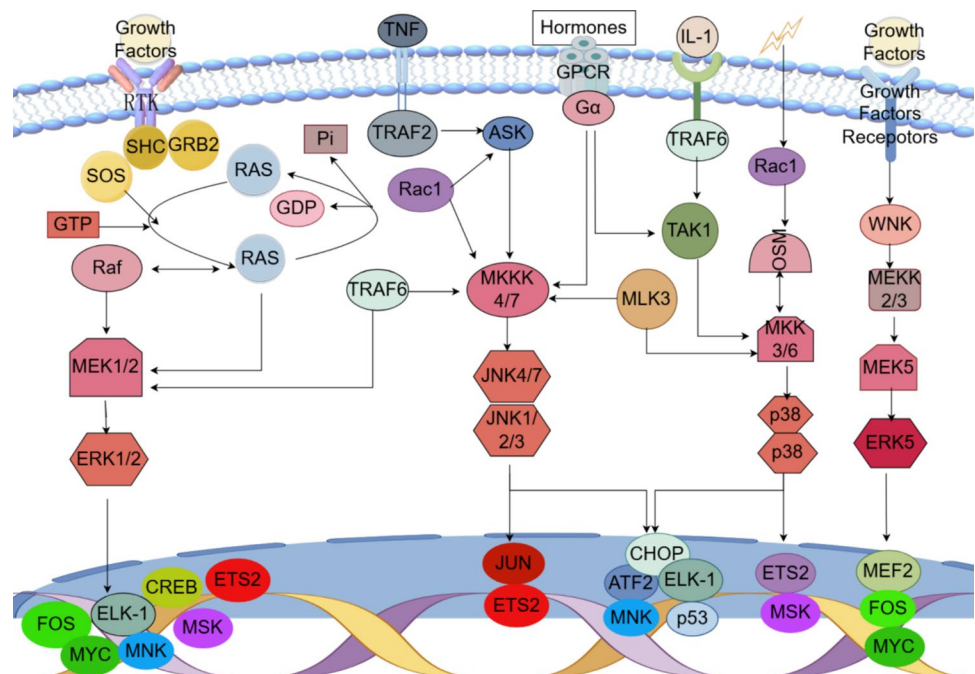 Growth
Factors
TNF
Hormones
IL-1
Growth
Factors
RTK
GPCR
Gα
Growth
Factors
Recepotors
SHC
GRB2
Pi
TRAF2
ASK
TRAF6
Rac1
SOS
RAS
GDP
Rac1
GTP
TAK1
WNK
Raf
RAS
OSM
TRAF6
MKKK
4/7
MLK3
MEKK
2/3
MKK
3/6
MEK1/2
JNK4/7
MEK5
p38
JNK1/
2/3
ERK1/2
p38
ERK5
JUN
CHOP
ETS2
CREB
ATF2
ELK-1
ETS2
MEF2
FOS
ELK-1
MSK
ETS2
MNK
p53
MSK
FOS
MYC
MNK
MYC